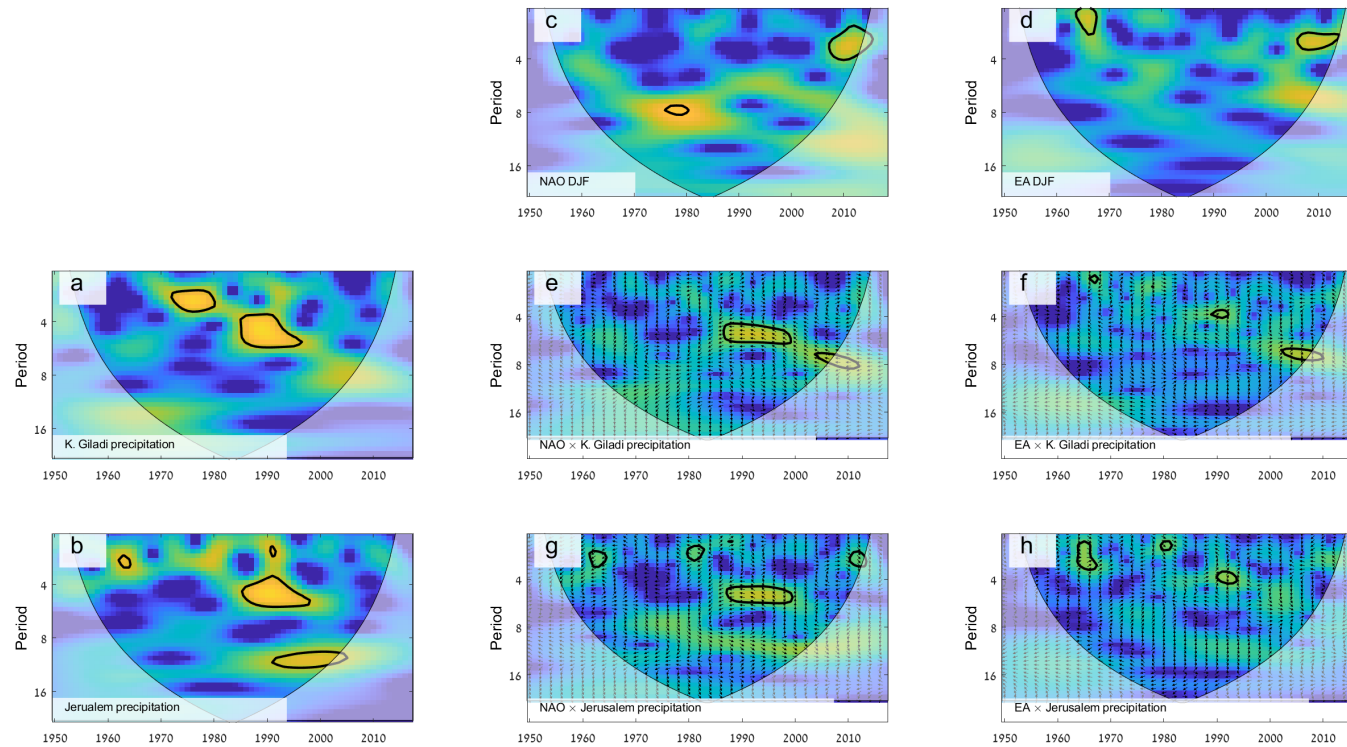 c
Period
4
8
16
NAO DJF
1950 1960 1970 1980 1990 2000 2010
d
Period
4
8
16
EA DJF
1950 1960 1970 1980 1990 2000 2010
a
Period
4
8
16
K. Giladi precipitation
1950 1960 1970 1980 1990 2000 2010
e
Period
4
8
16
NAO × K. Giladi precipitation
1950 1960 1970 1980 1990 2000 2010
f
Period
4
8
16
EA × K. Giladi precipitation
1950 1960 1970 1980 1990 2000 2010
b
Period
4
8
16
Jerualem precipitation
1950 1960 1970 1980 1990 2000 2010
g
Period
4
8
16
NAO × Jerusalem precipitation
1950 1960 1970 1980 1990 2000 2010
h
Period
4
8
16
EA × Jerusalem precipitation
1950 1960 1970 1980 1990 2000 2010